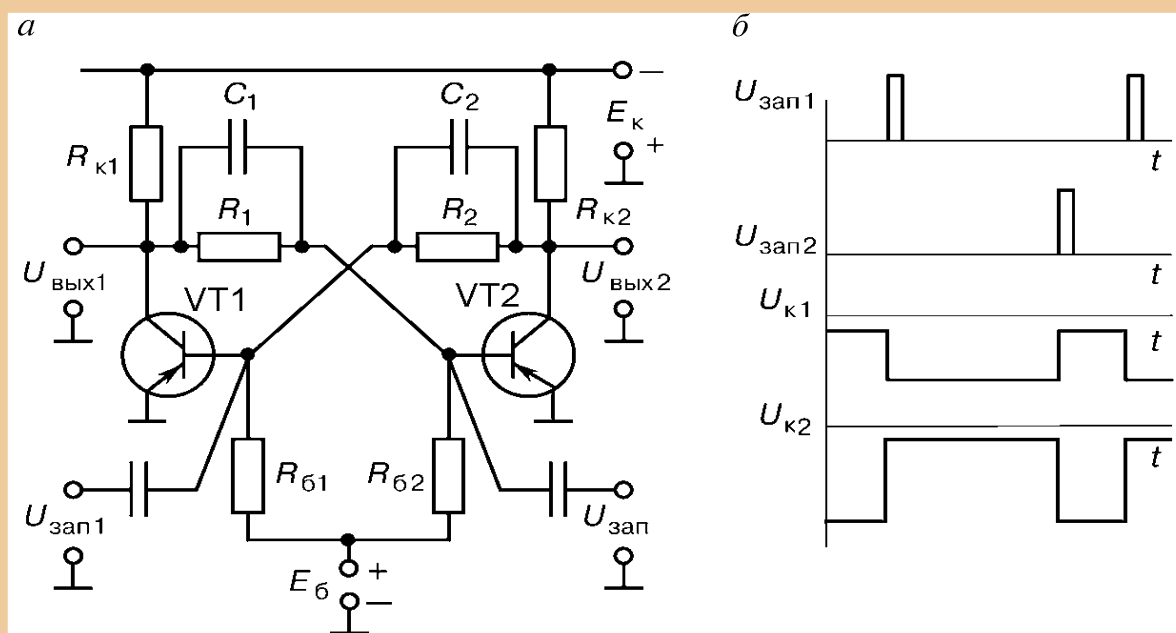 а
C1
C2
–
Eк
+
Rк1
R1
R2
Rк2
Uвых1
VT1
VT2
Uвых2
Rб1
Rб2
Uзап1
Uзап
Eб
+
–
б
Uзап1
t
Uзап2
t
Uк1
t
Uк2
t